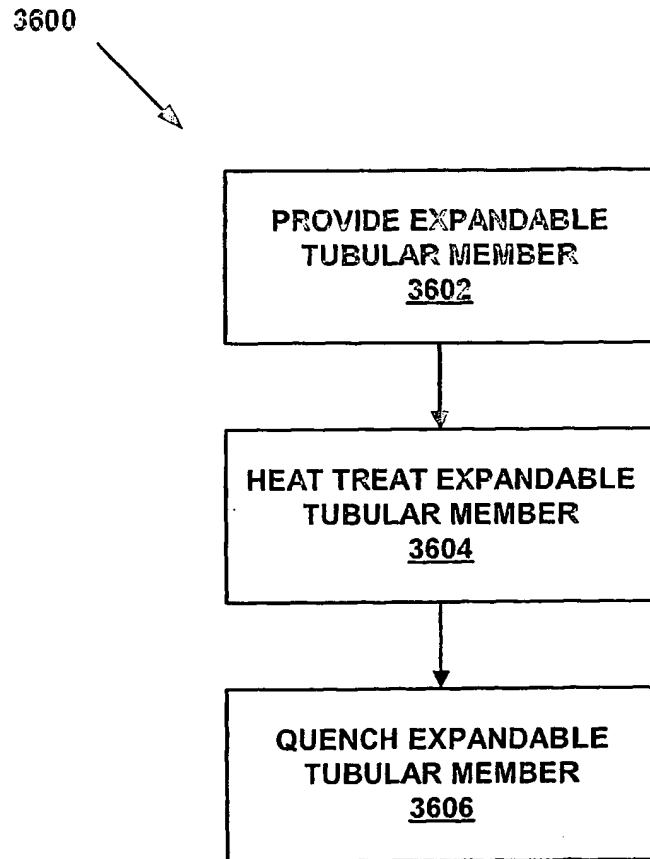 3600
PROVIDE EXPANDABLE
TUBULAR MEMBER
3602
HEAT TREAT EXPANDABLE
TUBULAR MEMBER
3604
QUENCH EXPANDABLE
TUBULAR MEMBER
3606